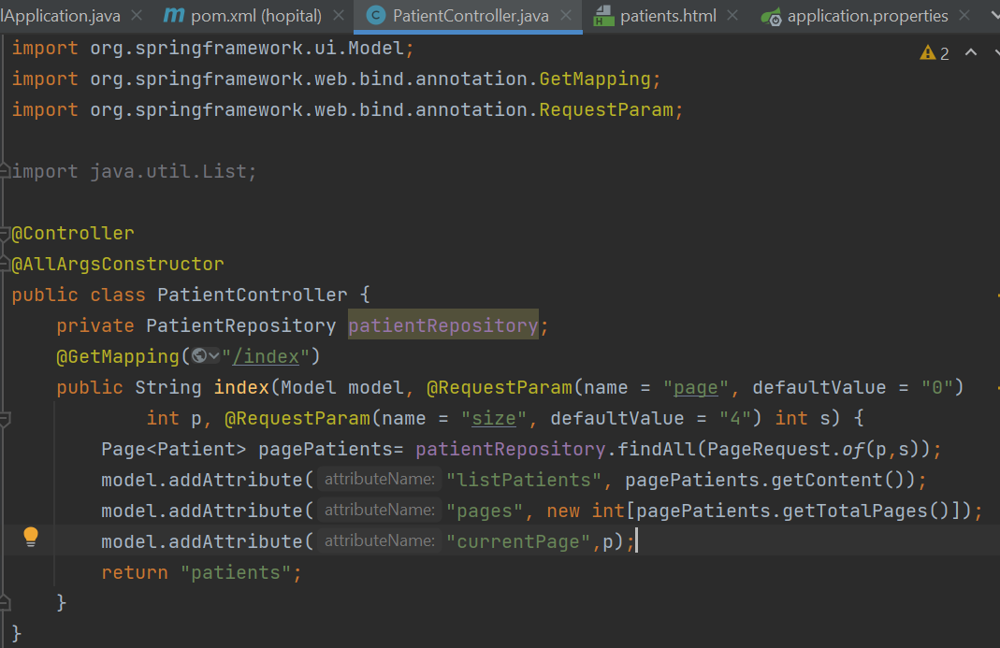 lApplication.java pom.xml (hopital) PatientController.java patients.html application.properties
import org.springframework.ui.Model; 2
import org.springframework.web.bind.annotation.GetMapping;
import org.springframework.web.bind.annotation.RequestParam;
import java.util.List;
@Controller
@AllArgsConstructor
public class PatientController {
private PatientRepository patientRepository;
@GetMapping("/index")
public String index(Model model, @RequestParam(name = "page", defaultValue = "0")
int p, @RequestParam(name = "size", defaultValue = "4") int s) {
Page<Patient> pagePatients= patientRepository.findAll(PageRequest.of(p,s));
model.addAttribute( attributeName: "listPatients", pagePatients.getContent());
model.addAttribute( attributeName: "pages", new int[pagePatients.getTotalPages()]);
model.addAttribute( attributeName: "currentPage",p);
return "patients";
}
}